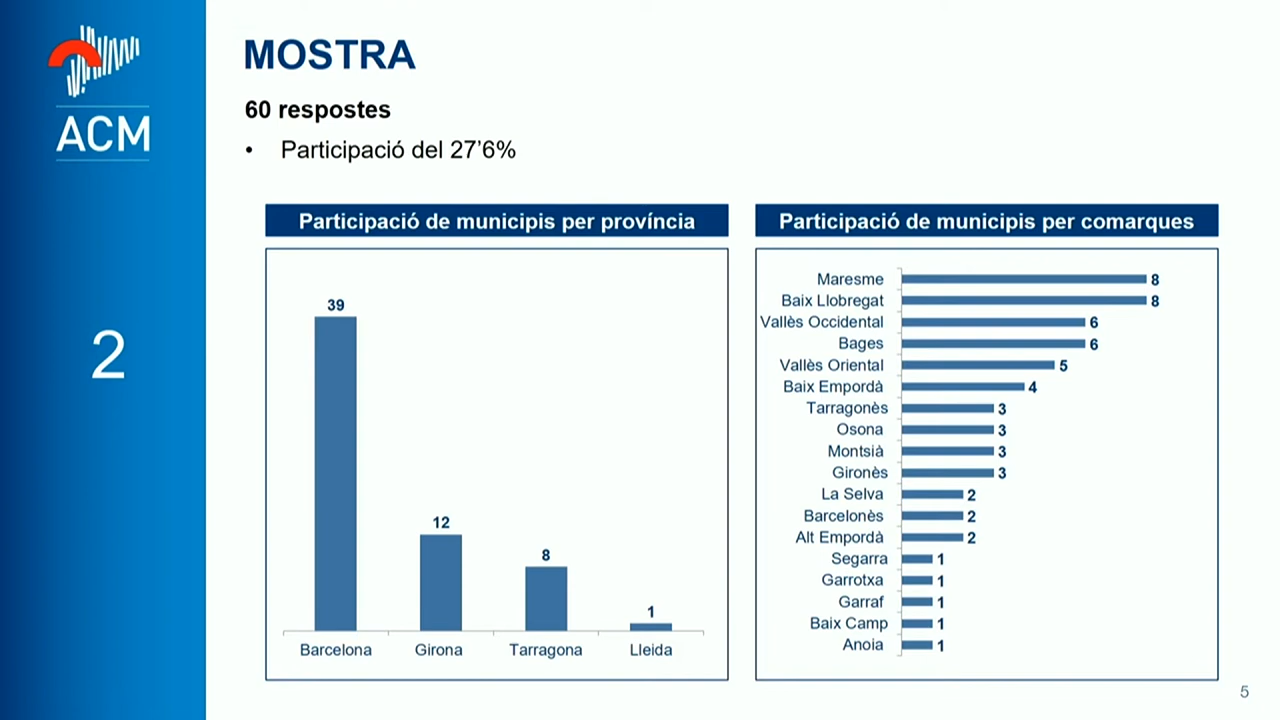 ACM
2
MOSTRA
60 respostes
• Participació del 27’6%
Participació de municipis per província
39
12
8
1
Barcelona
Girona
Tarragona
Lleida
Participació de municipis per comarques
Maresme 8
Baix Llobregat 8
Vallès Occidental 6
Bages 6
Vallès Oriental 5
Baix Empordà 4
Tarragonès 3
Osona 3
Montsià 3
Gironès 3
La Selva 2
Barcelonès 2
Alt Empordà 2
Segarra 1
Garrotxa 1
Garraf 1
Baix Camp 1
Anoia 1
5